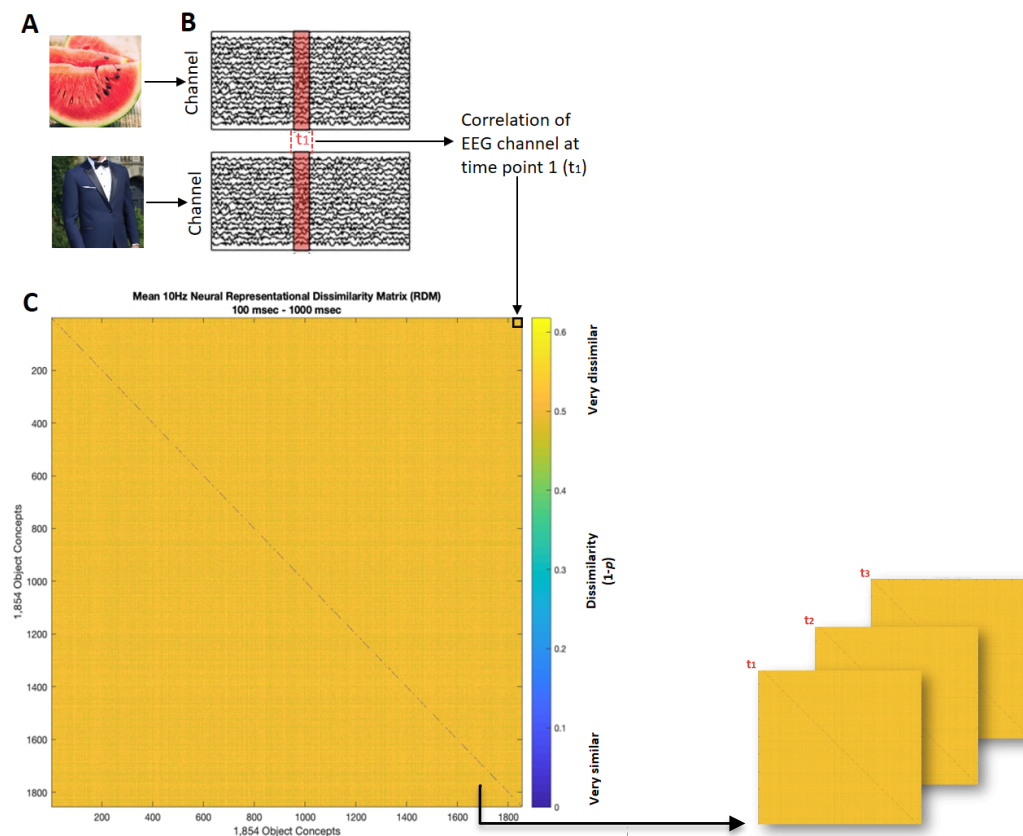 A
B
Channel
t1
Channel
Correlation of
EEG channel at
time point 1 (t1)
C
Mean 10Hz Neural Representational Dissimilarity Matrix (RDM)
100 msec - 1000 msec
200
400
600
800
1000
1200
1400
1600
1800
1,854 Object Concepts
200
400
600
800
1000
1200
1400
1600
1800
1,854 Object Concepts
0.6
0.5
0.4
0.3
0.2
0.1
0
Very dissimilar
Dissimilarity
(1-p)
Very similar
t3
t2
t1